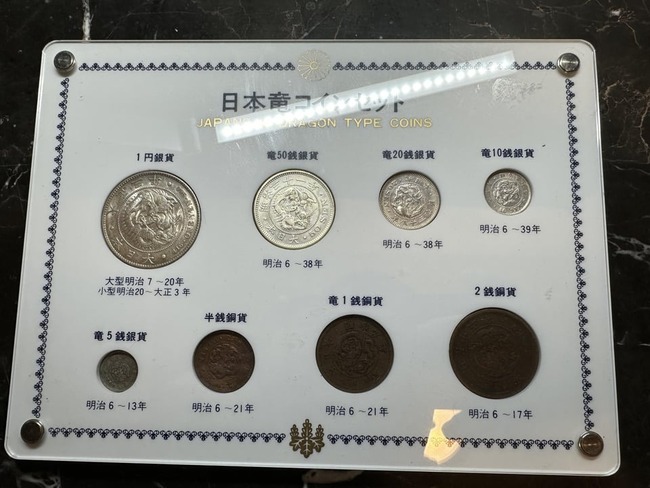 日本竜コインセット
JAPANESE DRAGON TYPE COINS
1円銀貨
竜50銭銀貨
竜20銭銀貨
竜10銭銀貨
大型明治7~20年
小型明治20~大正3年
明治6~38年
明治6~38年
明治6~39年
竜5銭銀貨
半銭銅貨
竜1銭銅貨
2銭銅貨
明治6~13年
明治6~21年
明治6~21年
明治6~17年